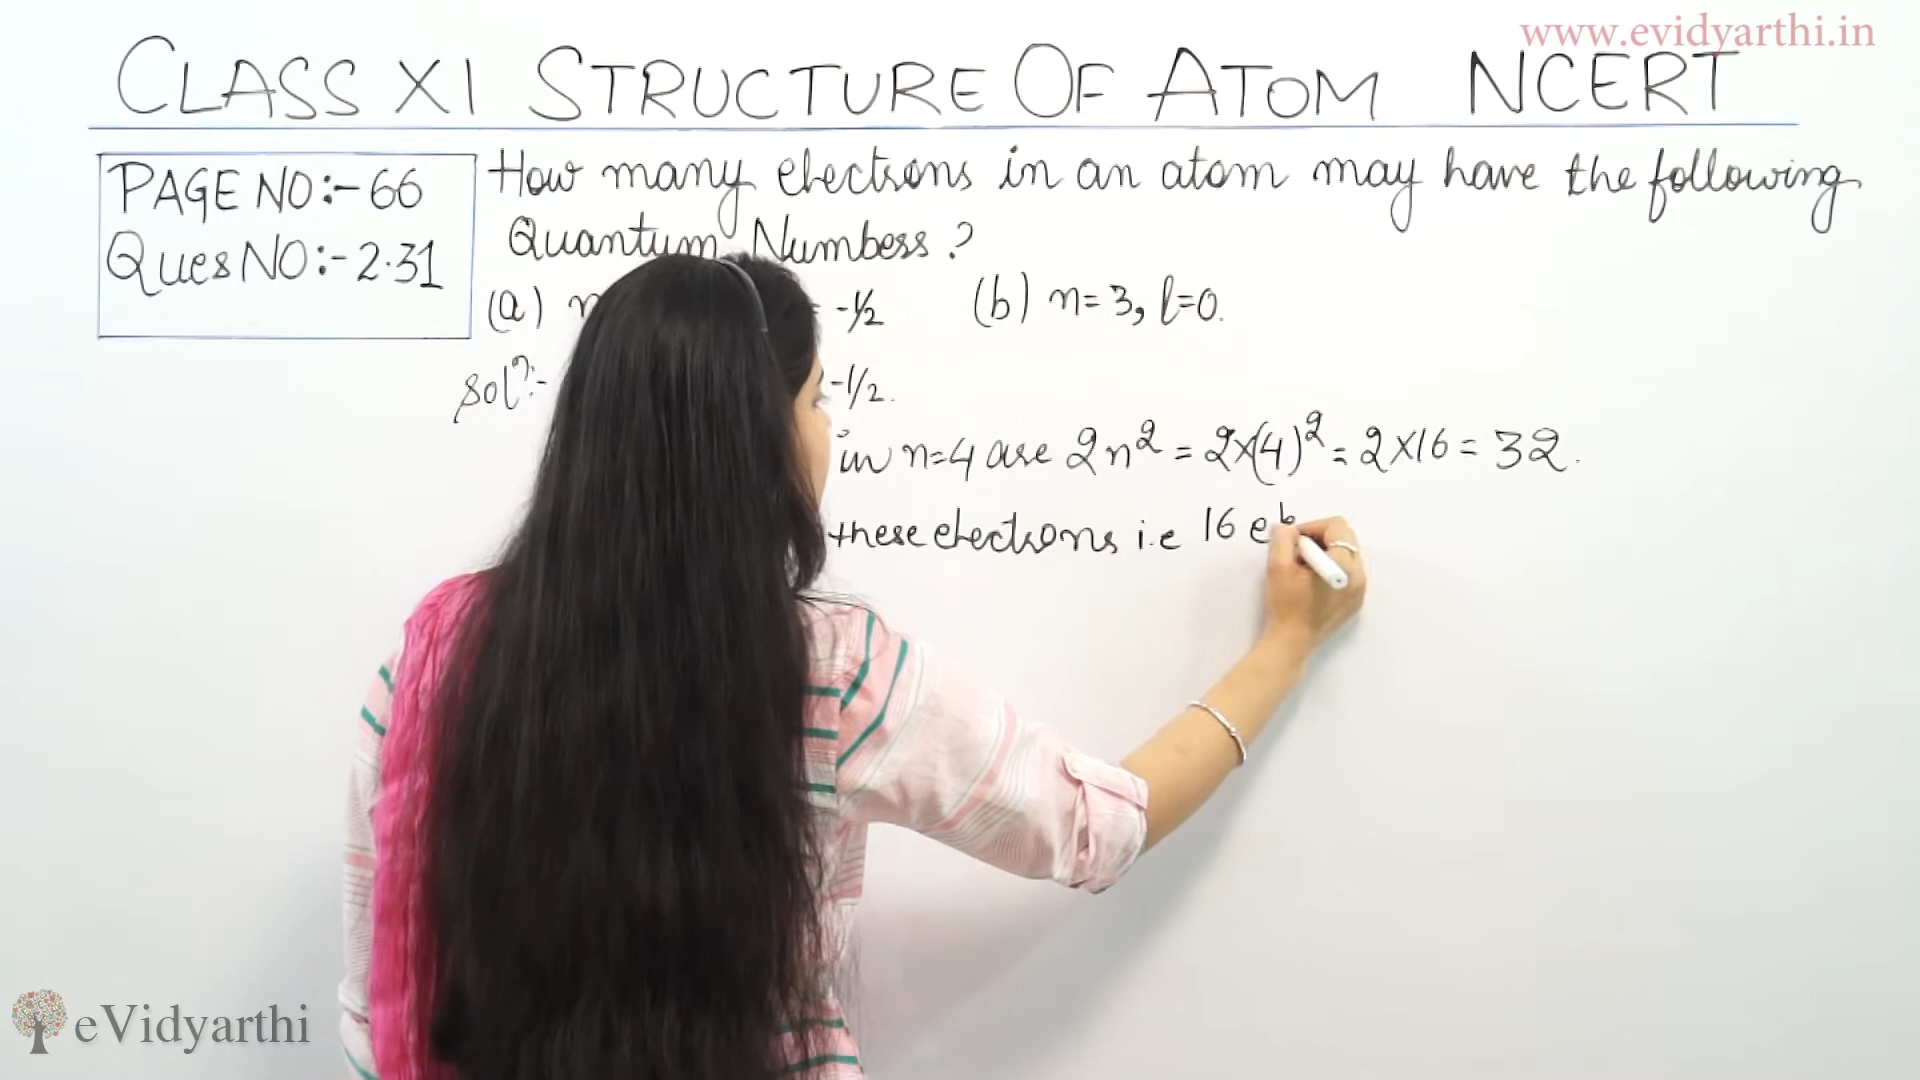 www.evidyarthi.in
CLASS XI STRUCTURE OF ATOM NCERT
PAGE NO:- 66
Ques NO:- 2.31
How many electrons in an atom may have the following
Quantum Numbers?
(a) n -1/2 (b) n=3, l=0.
Solⁿ:- -1/2.
in n=4 are 2n² = 2×(4)² = 2×16 = 32.
these electrons i.e 16 e
eVidyarthi